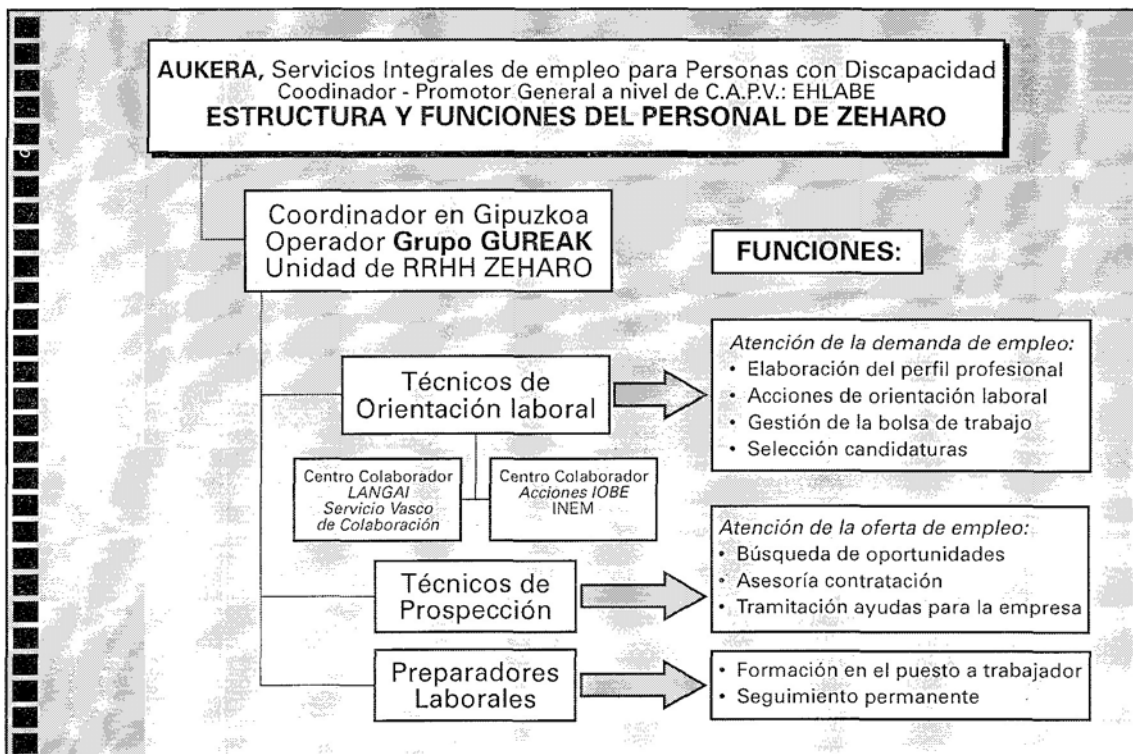 AUKERA, Servicios Integrales de empleo para Personas con Discapacidad
Coodinador - Promotor General a nivel de C.A.P.V.: EHLABE
ESTRUCTURA Y FUNCIONES DEL PERSONAL DE ZEHARO
Coordinador en Gipuzkoa
Operador Grupo GUREAK
Unidad de RRHH ZEHARO
FUNCIONES:
Técnicos de
Orientación laboral
Atención de la demanda de empleo:
• Elaboración del perfil profesional
• Acciones de orientación laboral
• Gestión de la bolsa de trabajo
• Selección candidaturas
Centro Colaborador
LANGAI
Servicio Vasco
de Colaboración
Centro Colaborador
Acciones IOBE
INEM
Técnicos de
Prospección
Atención de la oferta de empleo:
• Búsqueda de oportunidades
• Asesoría contratación
• Tramitación ayudas para la empresa
Preparadores
Laborales
• Formación en el puesto a trabajador
• Seguimiento permanente